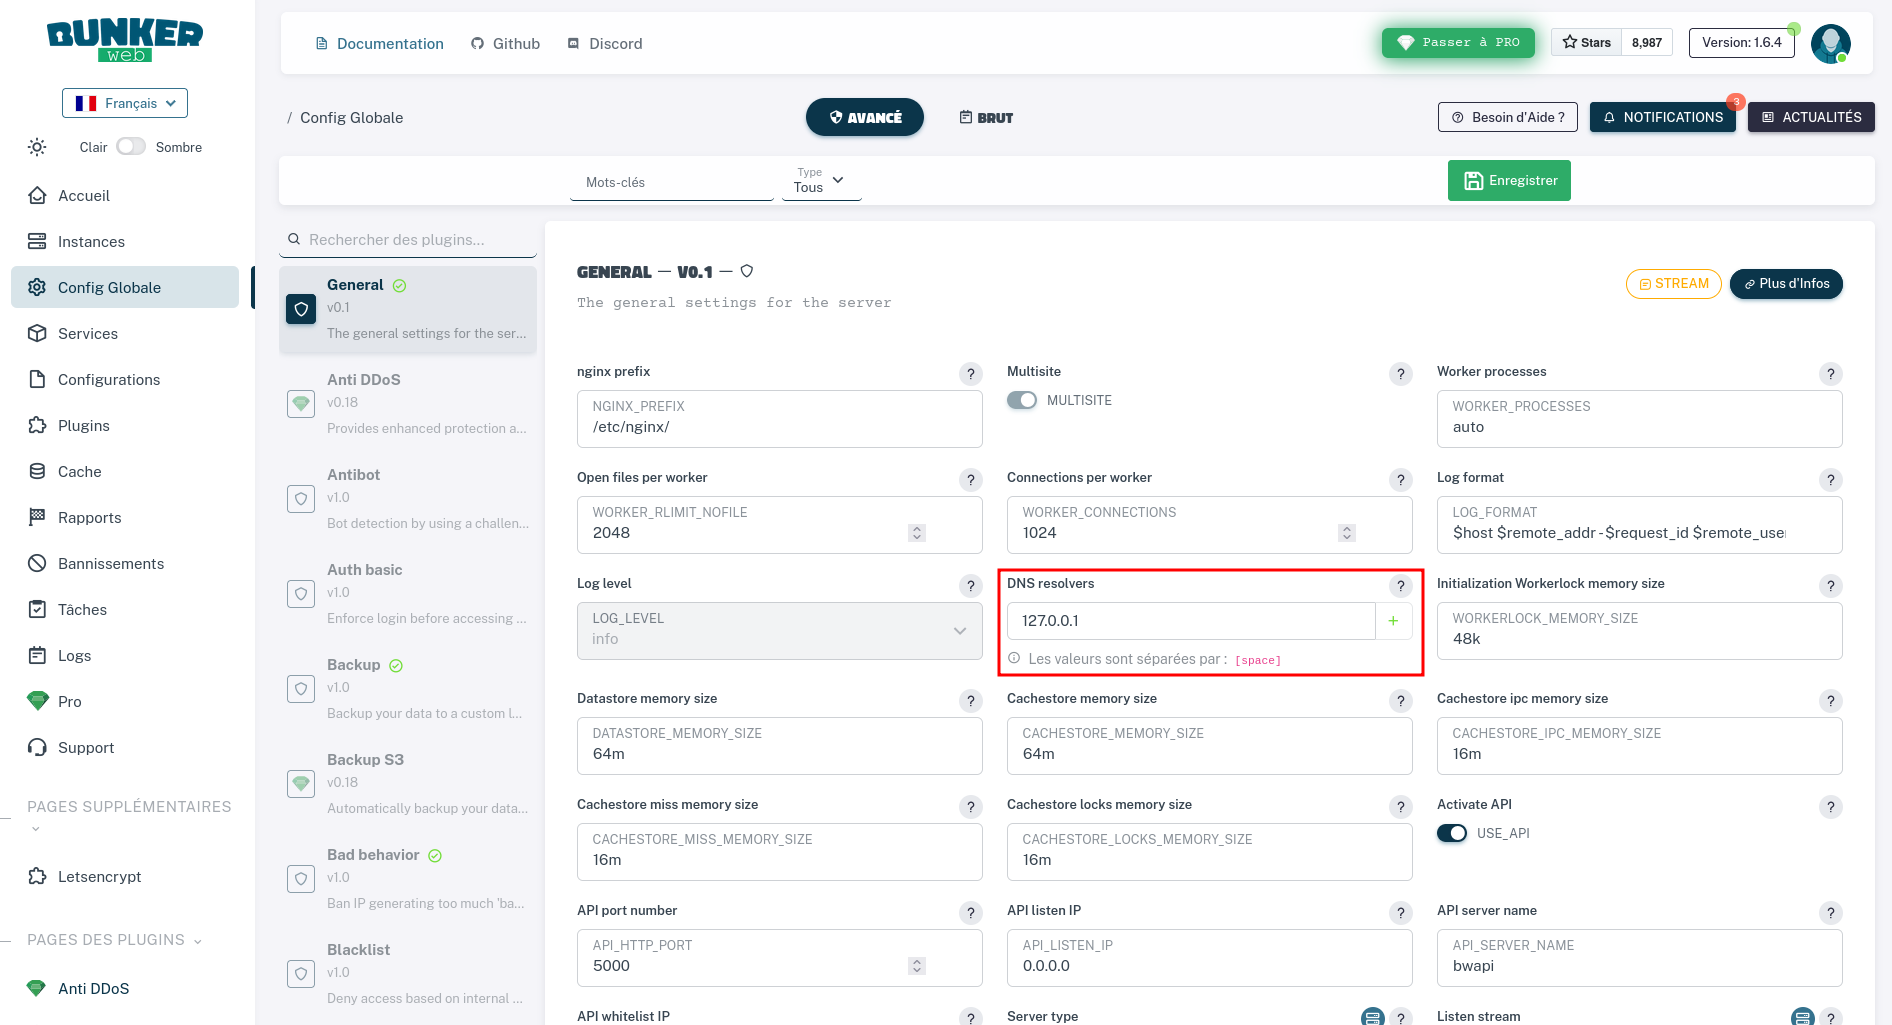 BUNKER
web
Français
Clair
Sombre
Accueil
Instances
Config Globale
Services
Configurations
Plugins
Cache
Rapports
Bannissements
Tâches
Logs
Pro
Support
PAGES SUPPLÉMENTAIRES
Letsencrypt
PAGES DES PLUGINS
Anti DDoS
Documentation
Github
Discord
Passer à PRO
Stars
8,987
Version: 1.6.4
/ Config Globale
AVANCÉ
BRUT
Besoin d'Aide ?
NOTIFICATIONS
3
ACTUALITÉS
Mots-clés
Type
Tous
Enregistrer
Rechercher des plugins...
General
v0.1
The general settings for the ser...
Anti DDoS
v0.18
Provides enhanced protection a...
Antibot
v1.0
Bot detection by using a challen...
Auth basic
v1.0
Enforce login before accessing ...
Backup
v1.0
Backup your data to a custom l...
Backup S3
v0.18
Automatically backup your data...
Bad behavior
v1.0
Ban IP generating too much 'ba...
Blacklist
v1.0
Deny access based on internal ...
GENERAL — V0.1 —
The general settings for the server
STREAM
Plus d'Infos
nginx prefix
?
NGINX_PREFIX
/etc/nginx/
Multisite
?
MULTISITE
Worker processes
?
WORKER_PROCESSES
auto
Open files per worker
?
WORKER_RLIMIT_NOFILE
2048
Connections per worker
?
WORKER_CONNECTIONS
1024
Log format
?
LOG_FORMAT
$host $remote_addr - $request_id $remote_user
Log level
?
LOG_LEVEL
info
DNS resolvers
?
127.0.0.1
+
Les valeurs sont séparées par : [space]
Initialization Workerlock memory size
?
WORKERLOCK_MEMORY_SIZE
48k
Datastore memory size
?
DATASTORE_MEMORY_SIZE
64m
Cachestore memory size
?
CACHESTORE_MEMORY_SIZE
64m
Cachestore ipc memory size
?
CACHESTORE_IPC_MEMORY_SIZE
16m
Cachestore miss memory size
?
CACHESTORE_MISS_MEMORY_SIZE
16m
Cachestore locks memory size
?
CACHESTORE_LOCKS_MEMORY_SIZE
16m
Activate API
?
USE_API
API port number
?
API_HTTP_PORT
5000
API listen IP
?
API_LISTEN_IP
0.0.0.0
API server name
?
API_SERVER_NAME
bwapi
API whitelist IP
?
Server type
?
Listen stream
?